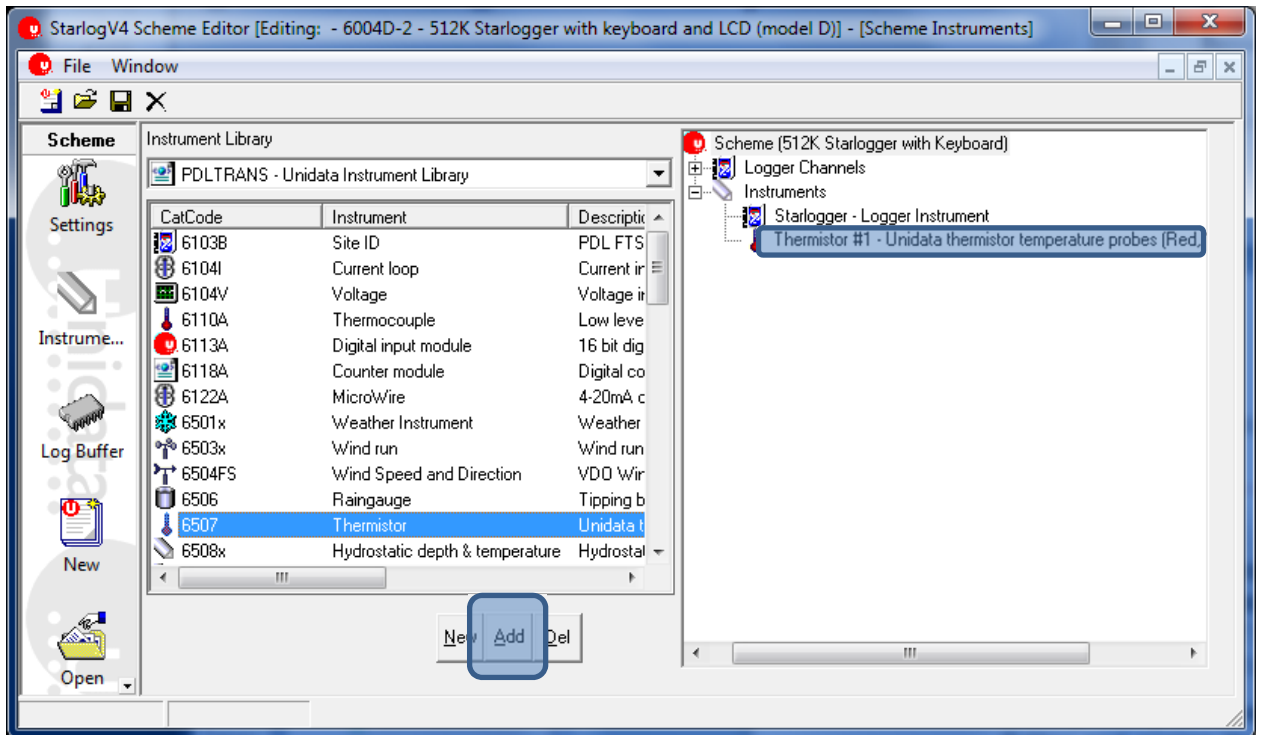 StarlogV4 Scheme Editor [Editing: - 6004D-2 - 512K Starlogger with keyboard and LCD (model D)] - [Scheme Instruments]
File Window
Scheme
Settings
Instrume...
Log Buffer
New
Open
Unidata
Instrument Library
PDLTRANS - Unidata Instrument Library
CatCode Instrument Descriptic
6103B Site ID PDL FTS
6104I Current loop Current ir
6104V Voltage Voltage ir
6110A Thermocouple Low leve
6113A Digital input module 16 bit dig
6118A Counter module Digital co
6122A MicroWire 4-20mA c
6501x Weather Instrument Weather
6503x Wind run Wind run
6504FS Wind Speed and Direction VDO Wir
6506 Raingauge Tipping b
6507 Thermistor Unidata t
6508x Hydrostatic depth & temperature Hydrostal
New Add Del
Scheme (512K Starlogger with Keyboard)
Logger Channels
Instruments
Starlogger - Logger Instrument
Thermistor #1 - Unidata thermistor temperature probes (Red,